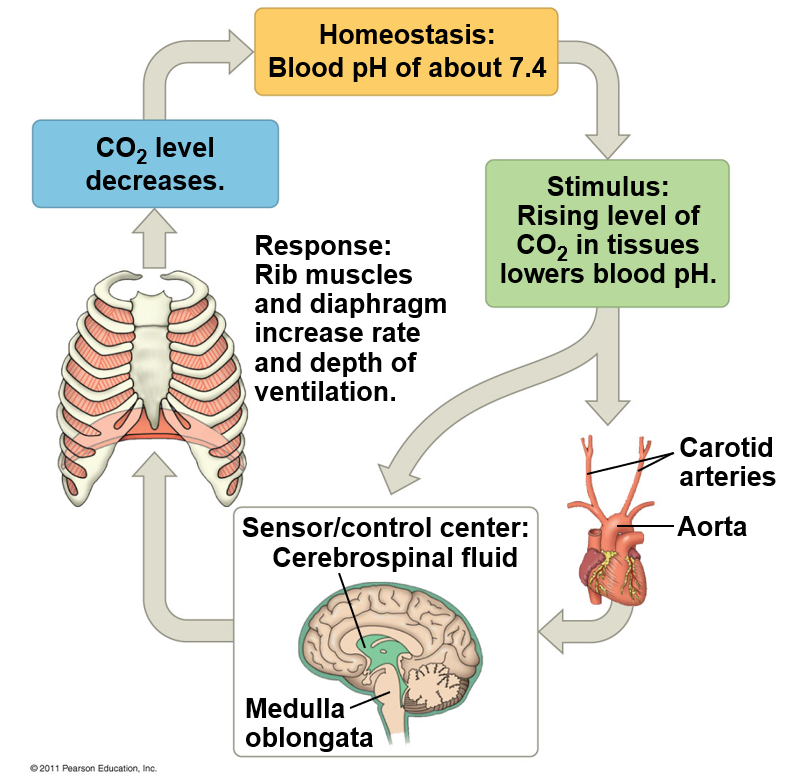 Homeostasis:
Blood pH of about 7.4
CO₂ level
decreases.
Stimulus:
Rising level of
CO₂ in tissues
lowers blood pH.
Response:
Rib muscles
and diaphragm
increase rate
and depth of
ventilation.
Carotid
arteries
Aorta
Sensor/control center:
Cerebrospinal fluid
Medulla
oblongata
© 2011 Pearson Education, Inc.